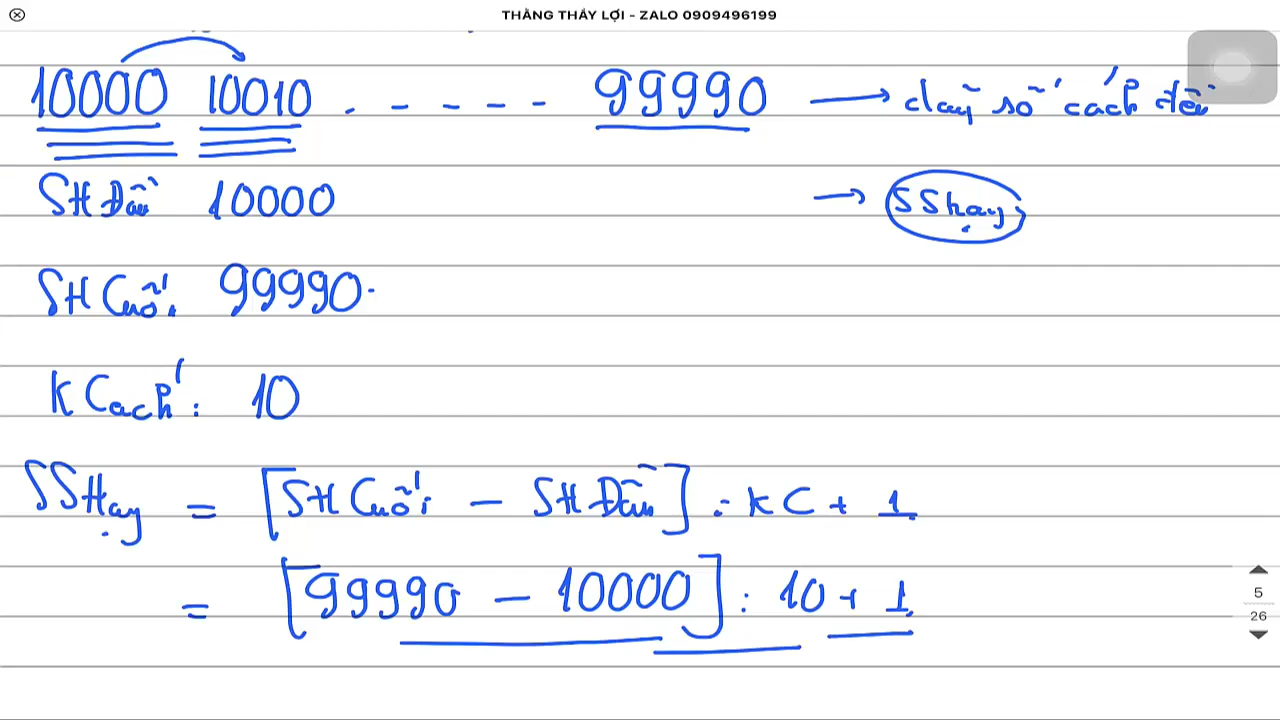 THẮNG THẦY LỢI - ZALO 0909496199
10000 10010 . - - - - - 99990 → dãy số cách đều
SH Đầu 10000 → SSHạng
SH Cuối 99990.
K Cách : 10
SSHạng = [SH Cuối - SH Đầu] : KC + 1
= [99990 - 10000] : 10 + 1
5
26